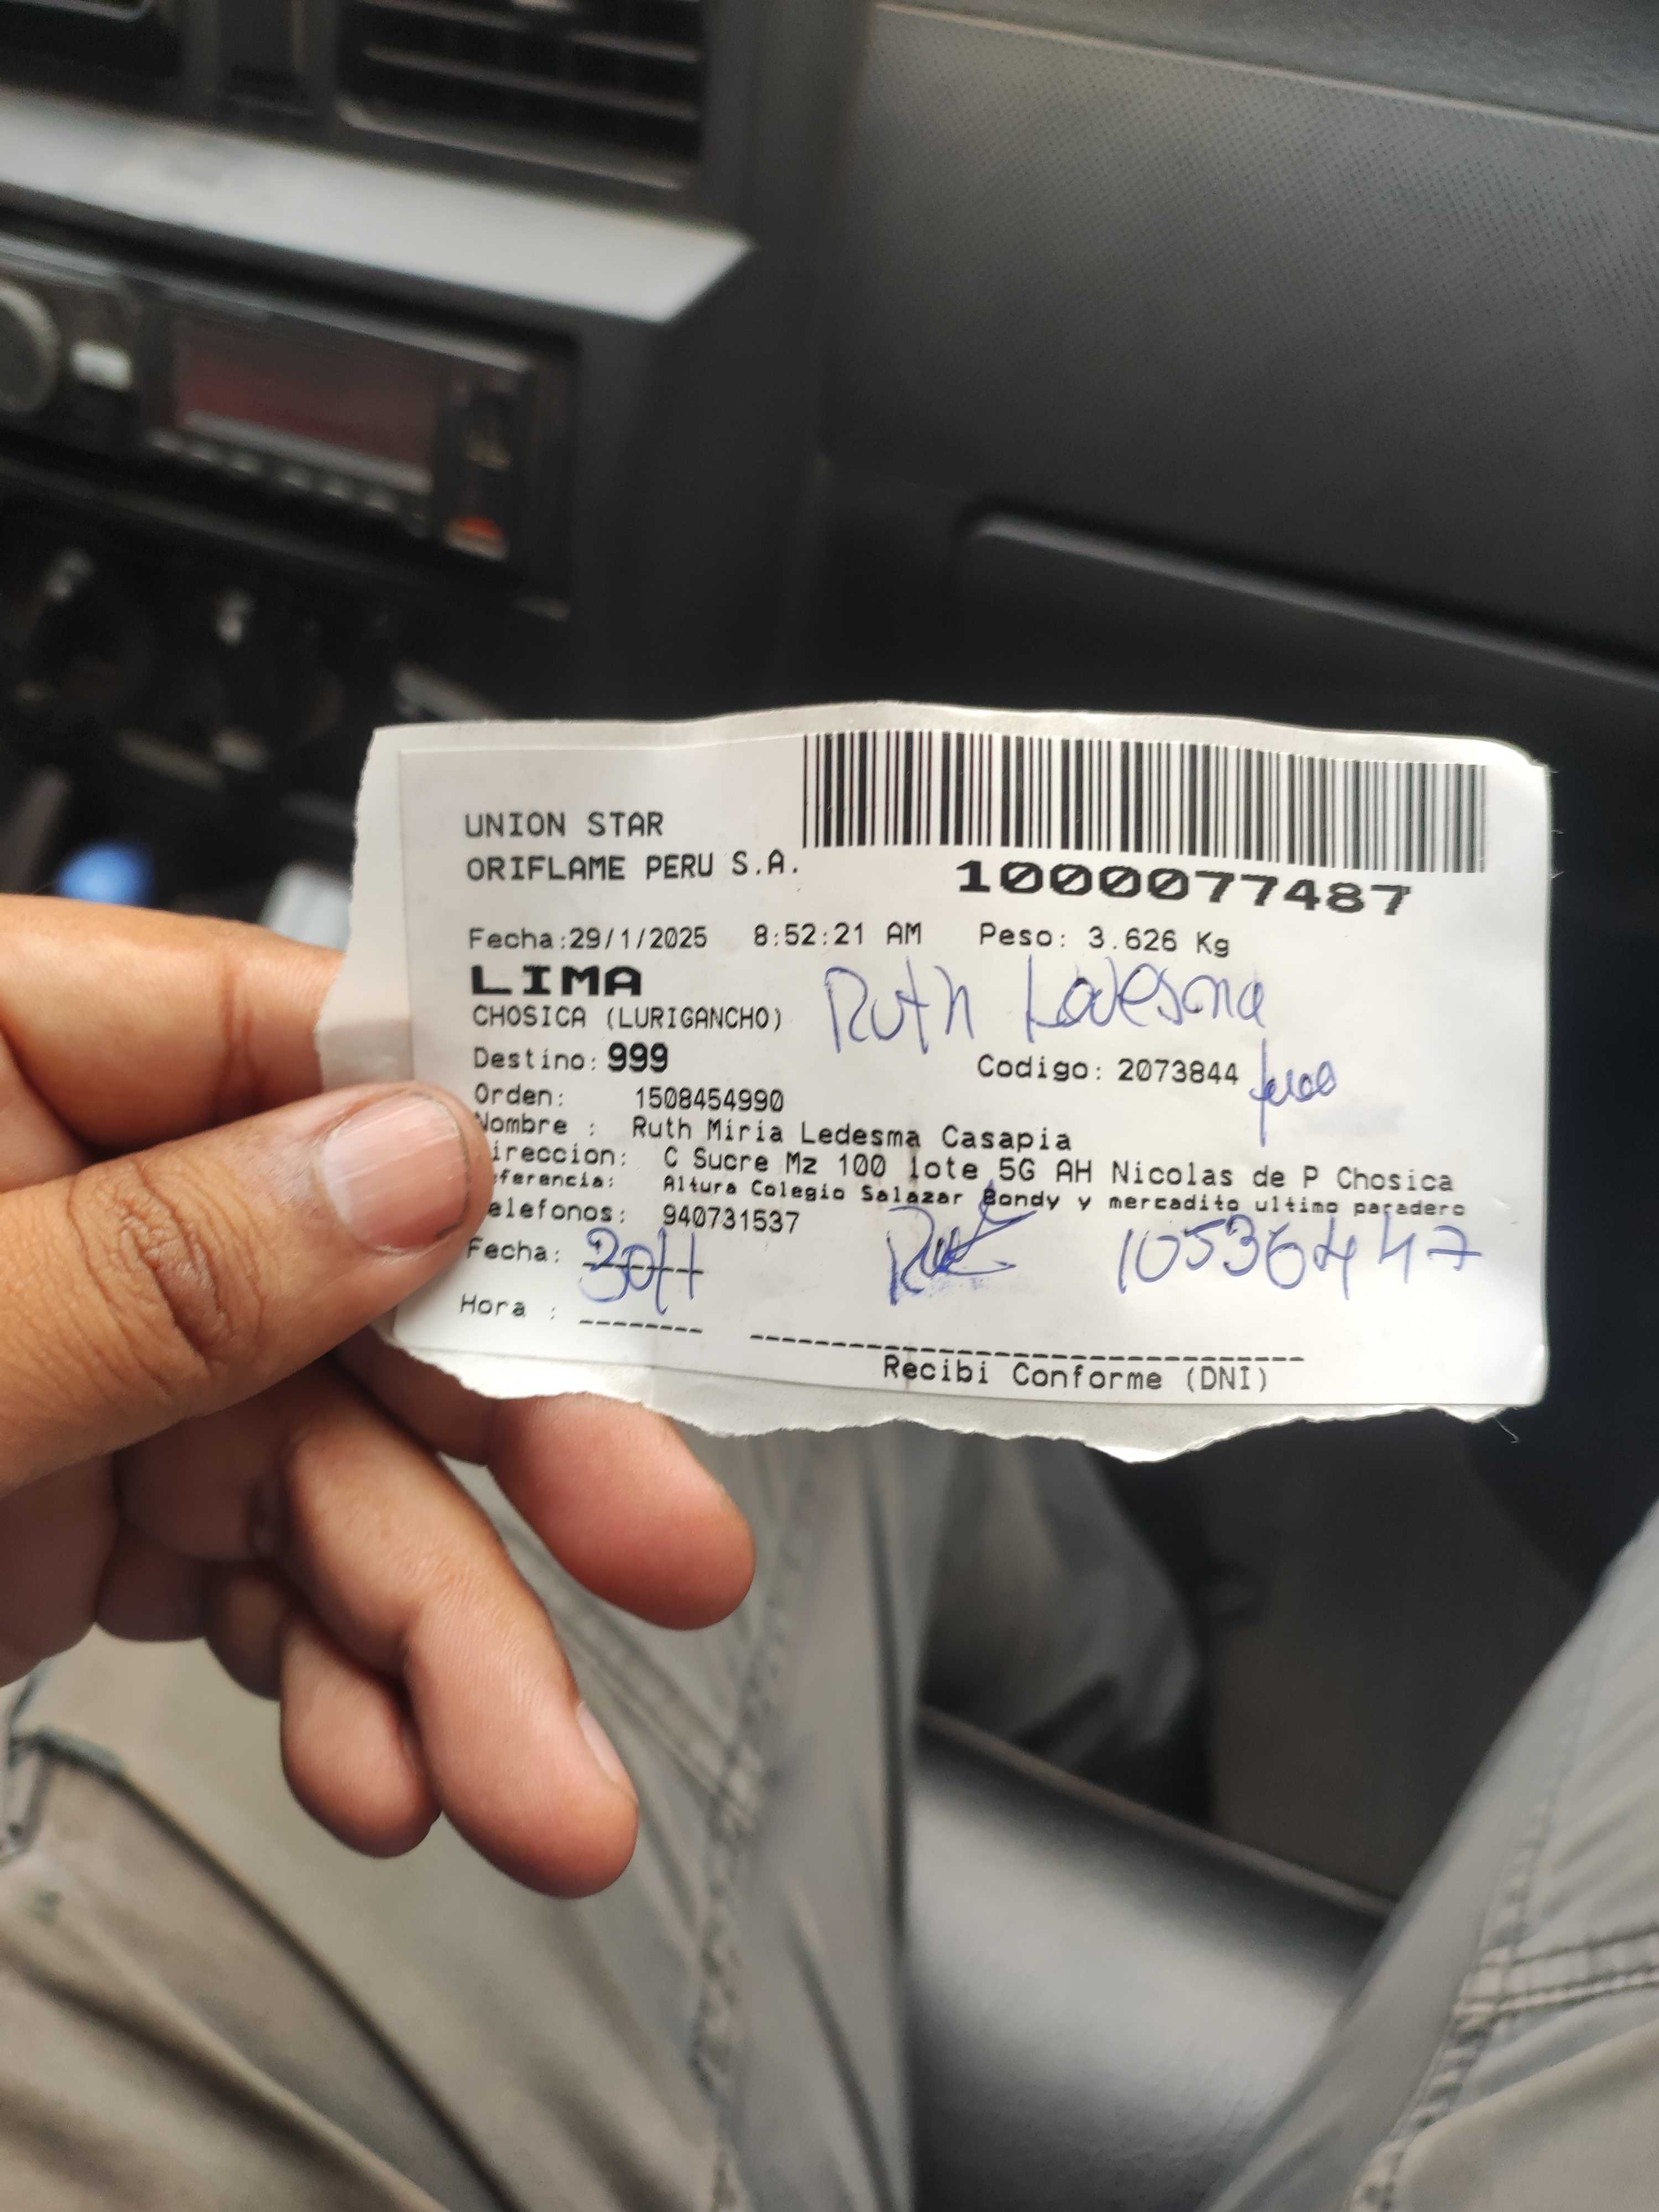 UNION STAR
ORIFLAME PERU S.A.
1000077487
Fecha:29/1/2025 8:52:21 AM Peso: 3.626 Kg
LIMA
Ruth Ledesma
CHOSICA (LURIGANCHO)
Destino: 999 Codigo: 2073844
Orden: 1508454990
Nombre : Ruth Miria Ledesma Casapia
ireccion: C Sucre Mz 100 lote 5G AH Nicolas de P Chosica
eferencia: Altura Colegio Salazar Bondy y mercadito ultimo paradero
elefonos: 940731537
Fecha: 30/1 10536447
Hora :
Recibi Conforme (DNI)